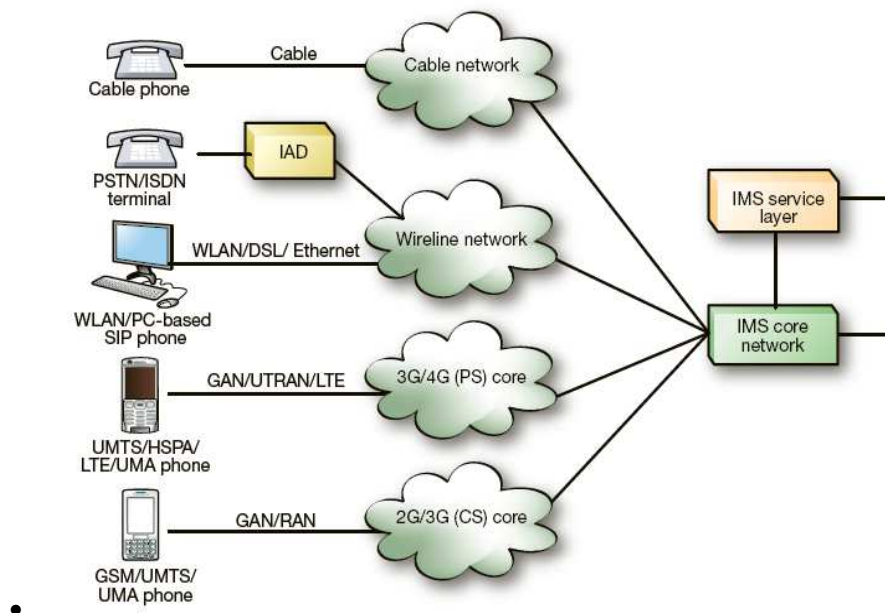 Cable
Cable phone
Cable network
PSTN/ISDN
terminal
IAD
WLAN/DSL/ Ethernet
Wireline network
WLAN/PC-based
SIP phone
GAN/UTRAN/LTE
3G/4G (PS) core
UMTS/HSPA/
LTE/UMA phone
GAN/RAN
2G/3G (CS) core
GSM/UMTS/
UMA phone
IMS service
layer
IMS core
network